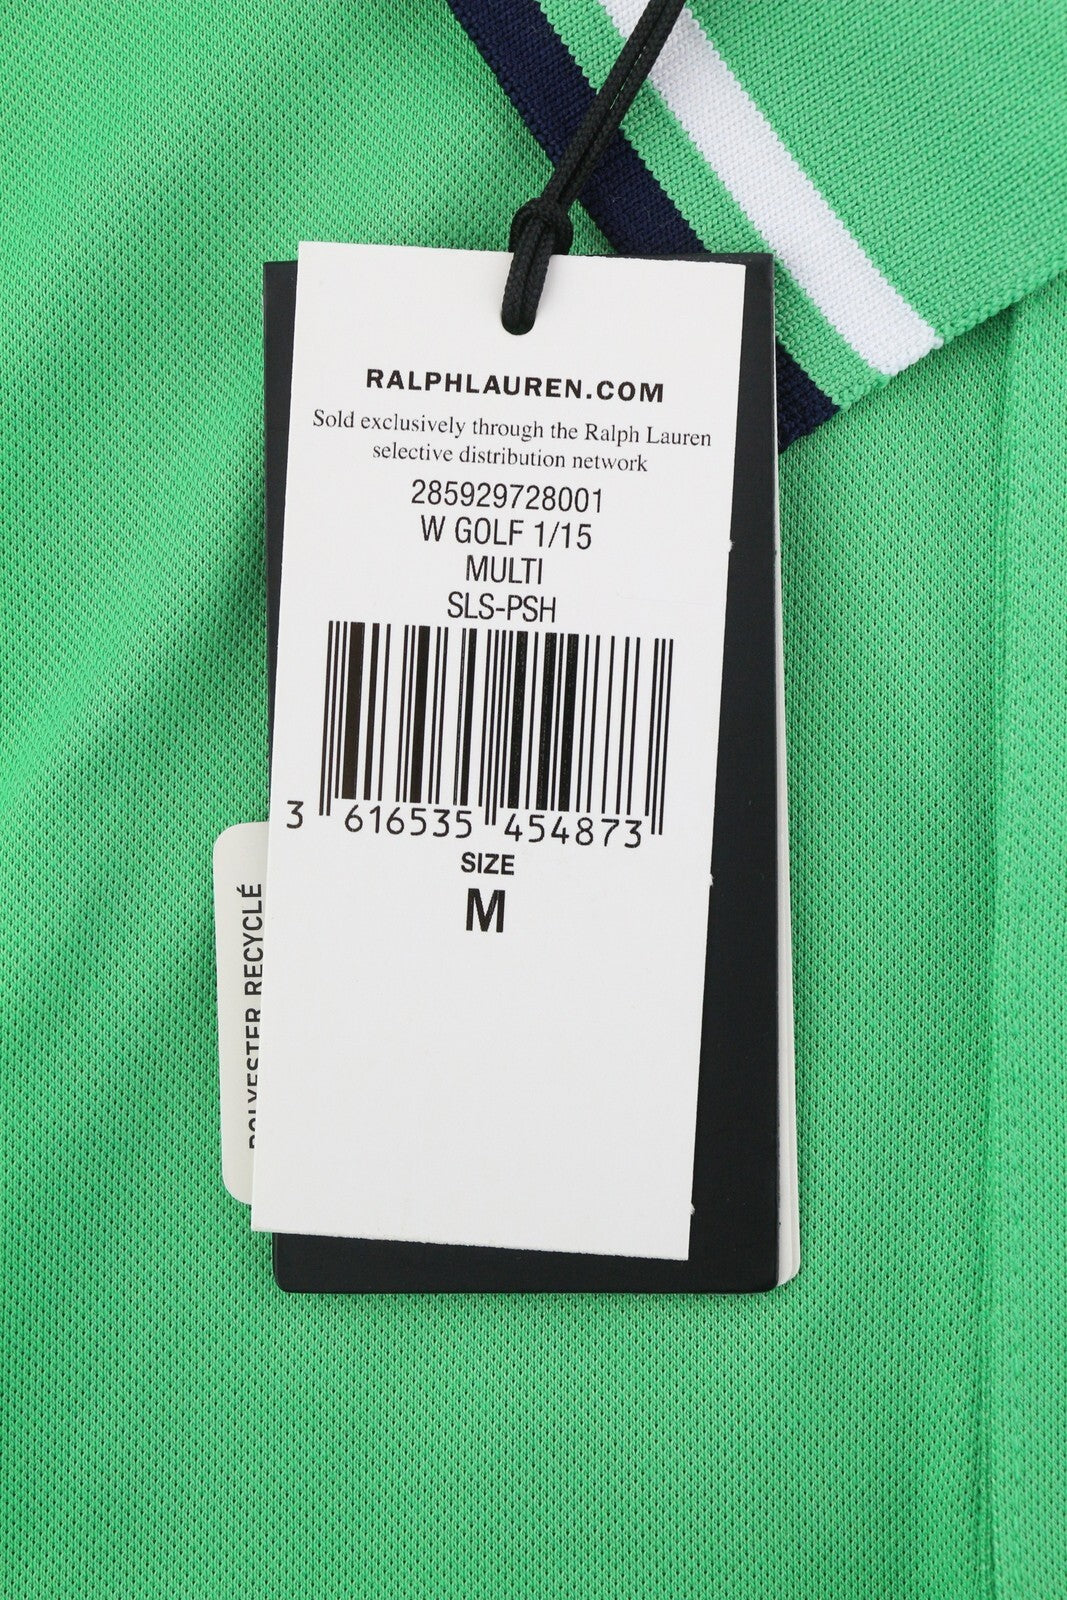 RALPHLAUREN.COM
Sold exclusively through the Ralph Lauren
selective distribution network
285929728001
W GOLF 1/15
MULTI
SLS-PSH
3 616535 454873
SIZE
M
POLYESTER RECYCLÉ